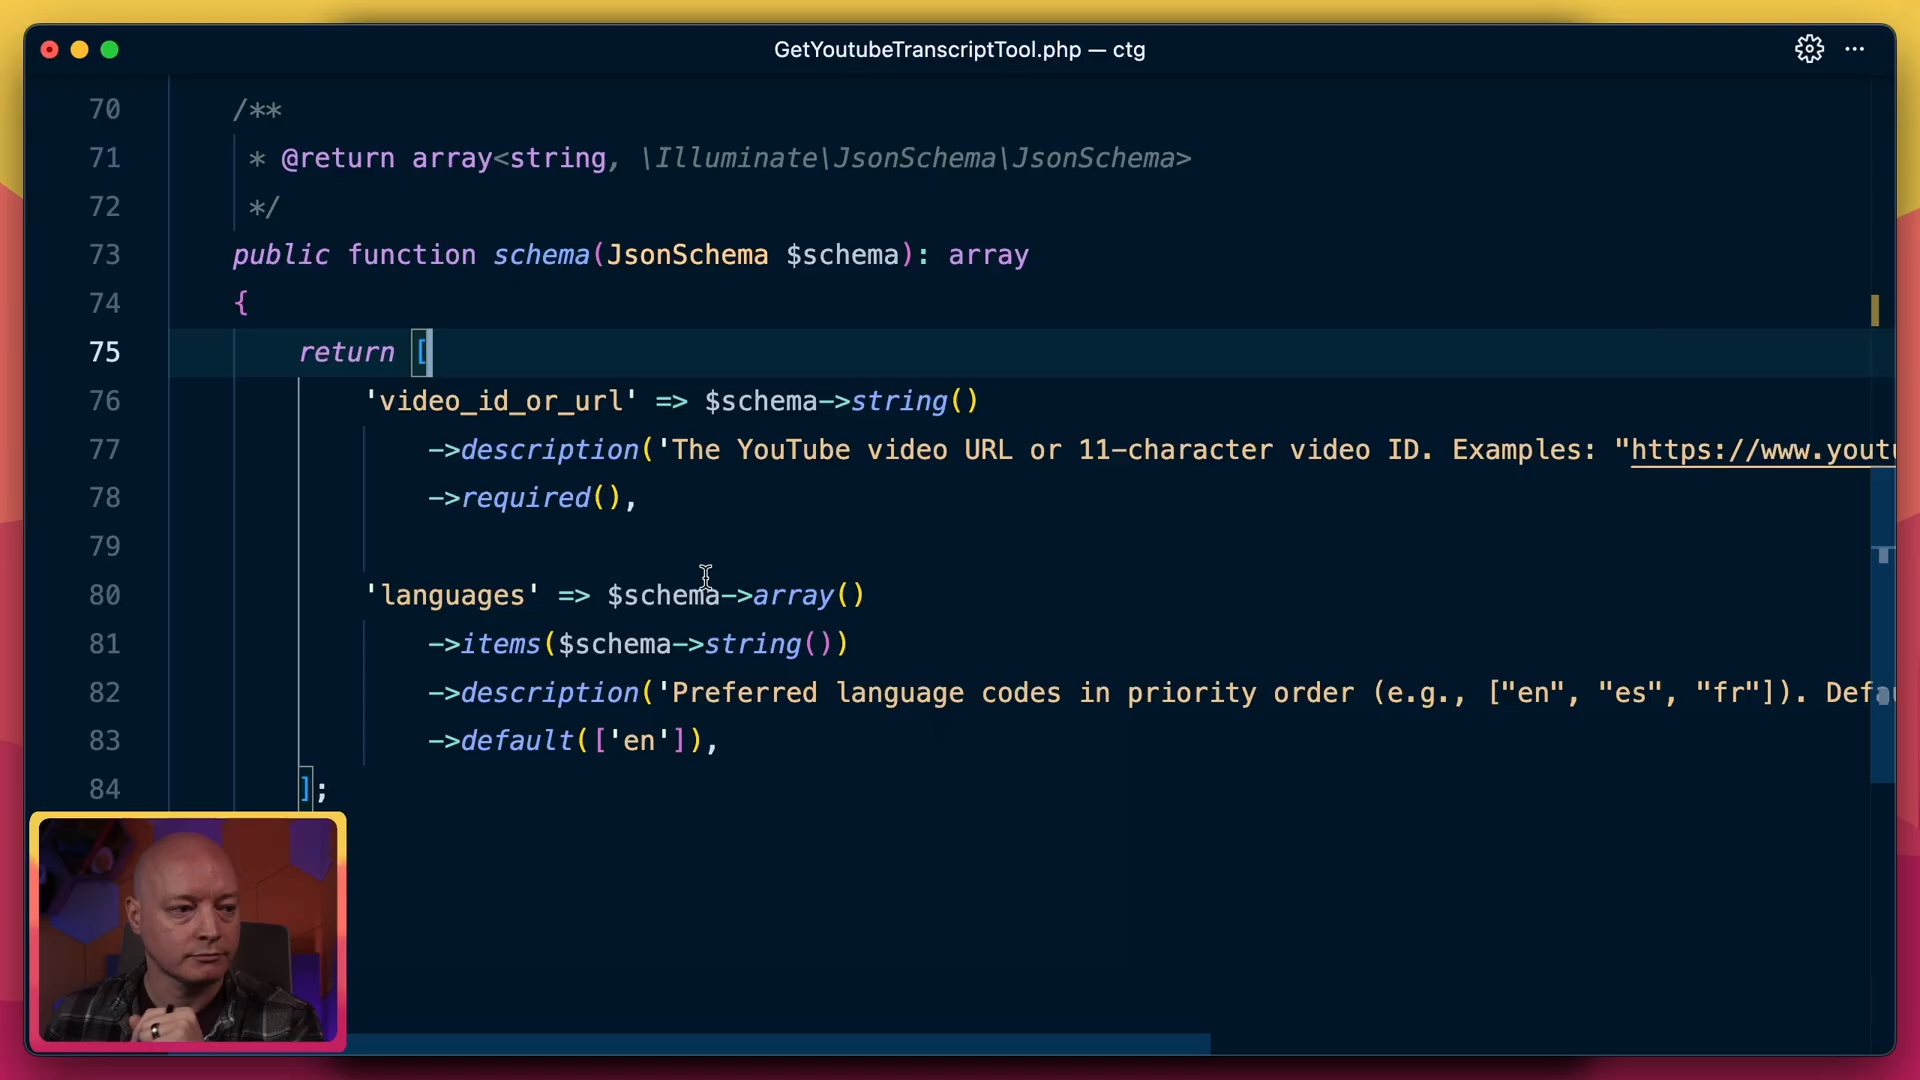 GetYoutubeTranscriptTool.php — ctg
70 /**
71 * @return array<string, \Illuminate\JsonSchema\JsonSchema>
72 */
73 public function schema(JsonSchema $schema): array
74 {
75 return [
76 'video_id_or_url' => $schema->string()
77 ->description('The YouTube video URL or 11-character video ID. Examples: "https://www.yout
78 ->required(),
79
80 'languages' => $schema->array()
81 ->items($schema->string())
82 ->description('Preferred language codes in priority order (e.g., ["en", "es", "fr"]). Defa
83 ->default(['en']),
84 ];